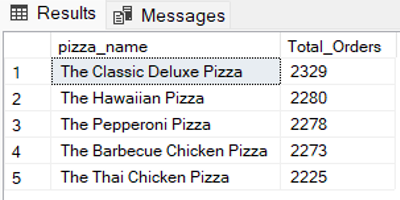 Results Messages
pizza_name Total_Orders
1 The Classic Deluxe Pizza 2329
2 The Hawaiian Pizza 2280
3 The Pepperoni Pizza 2278
4 The Barbecue Chicken Pizza 2273
5 The Thai Chicken Pizza 2225